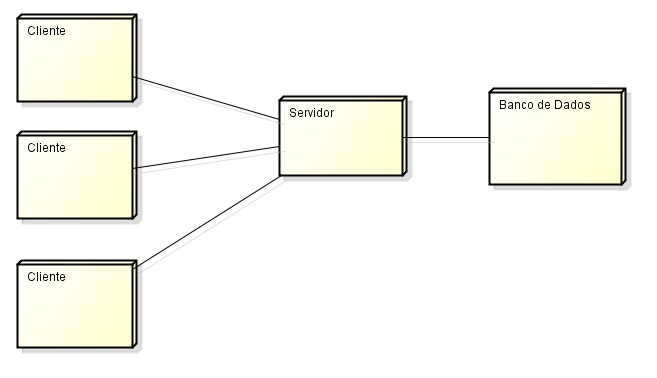 Cliente
Cliente
Cliente
Servidor
Banco de Dados